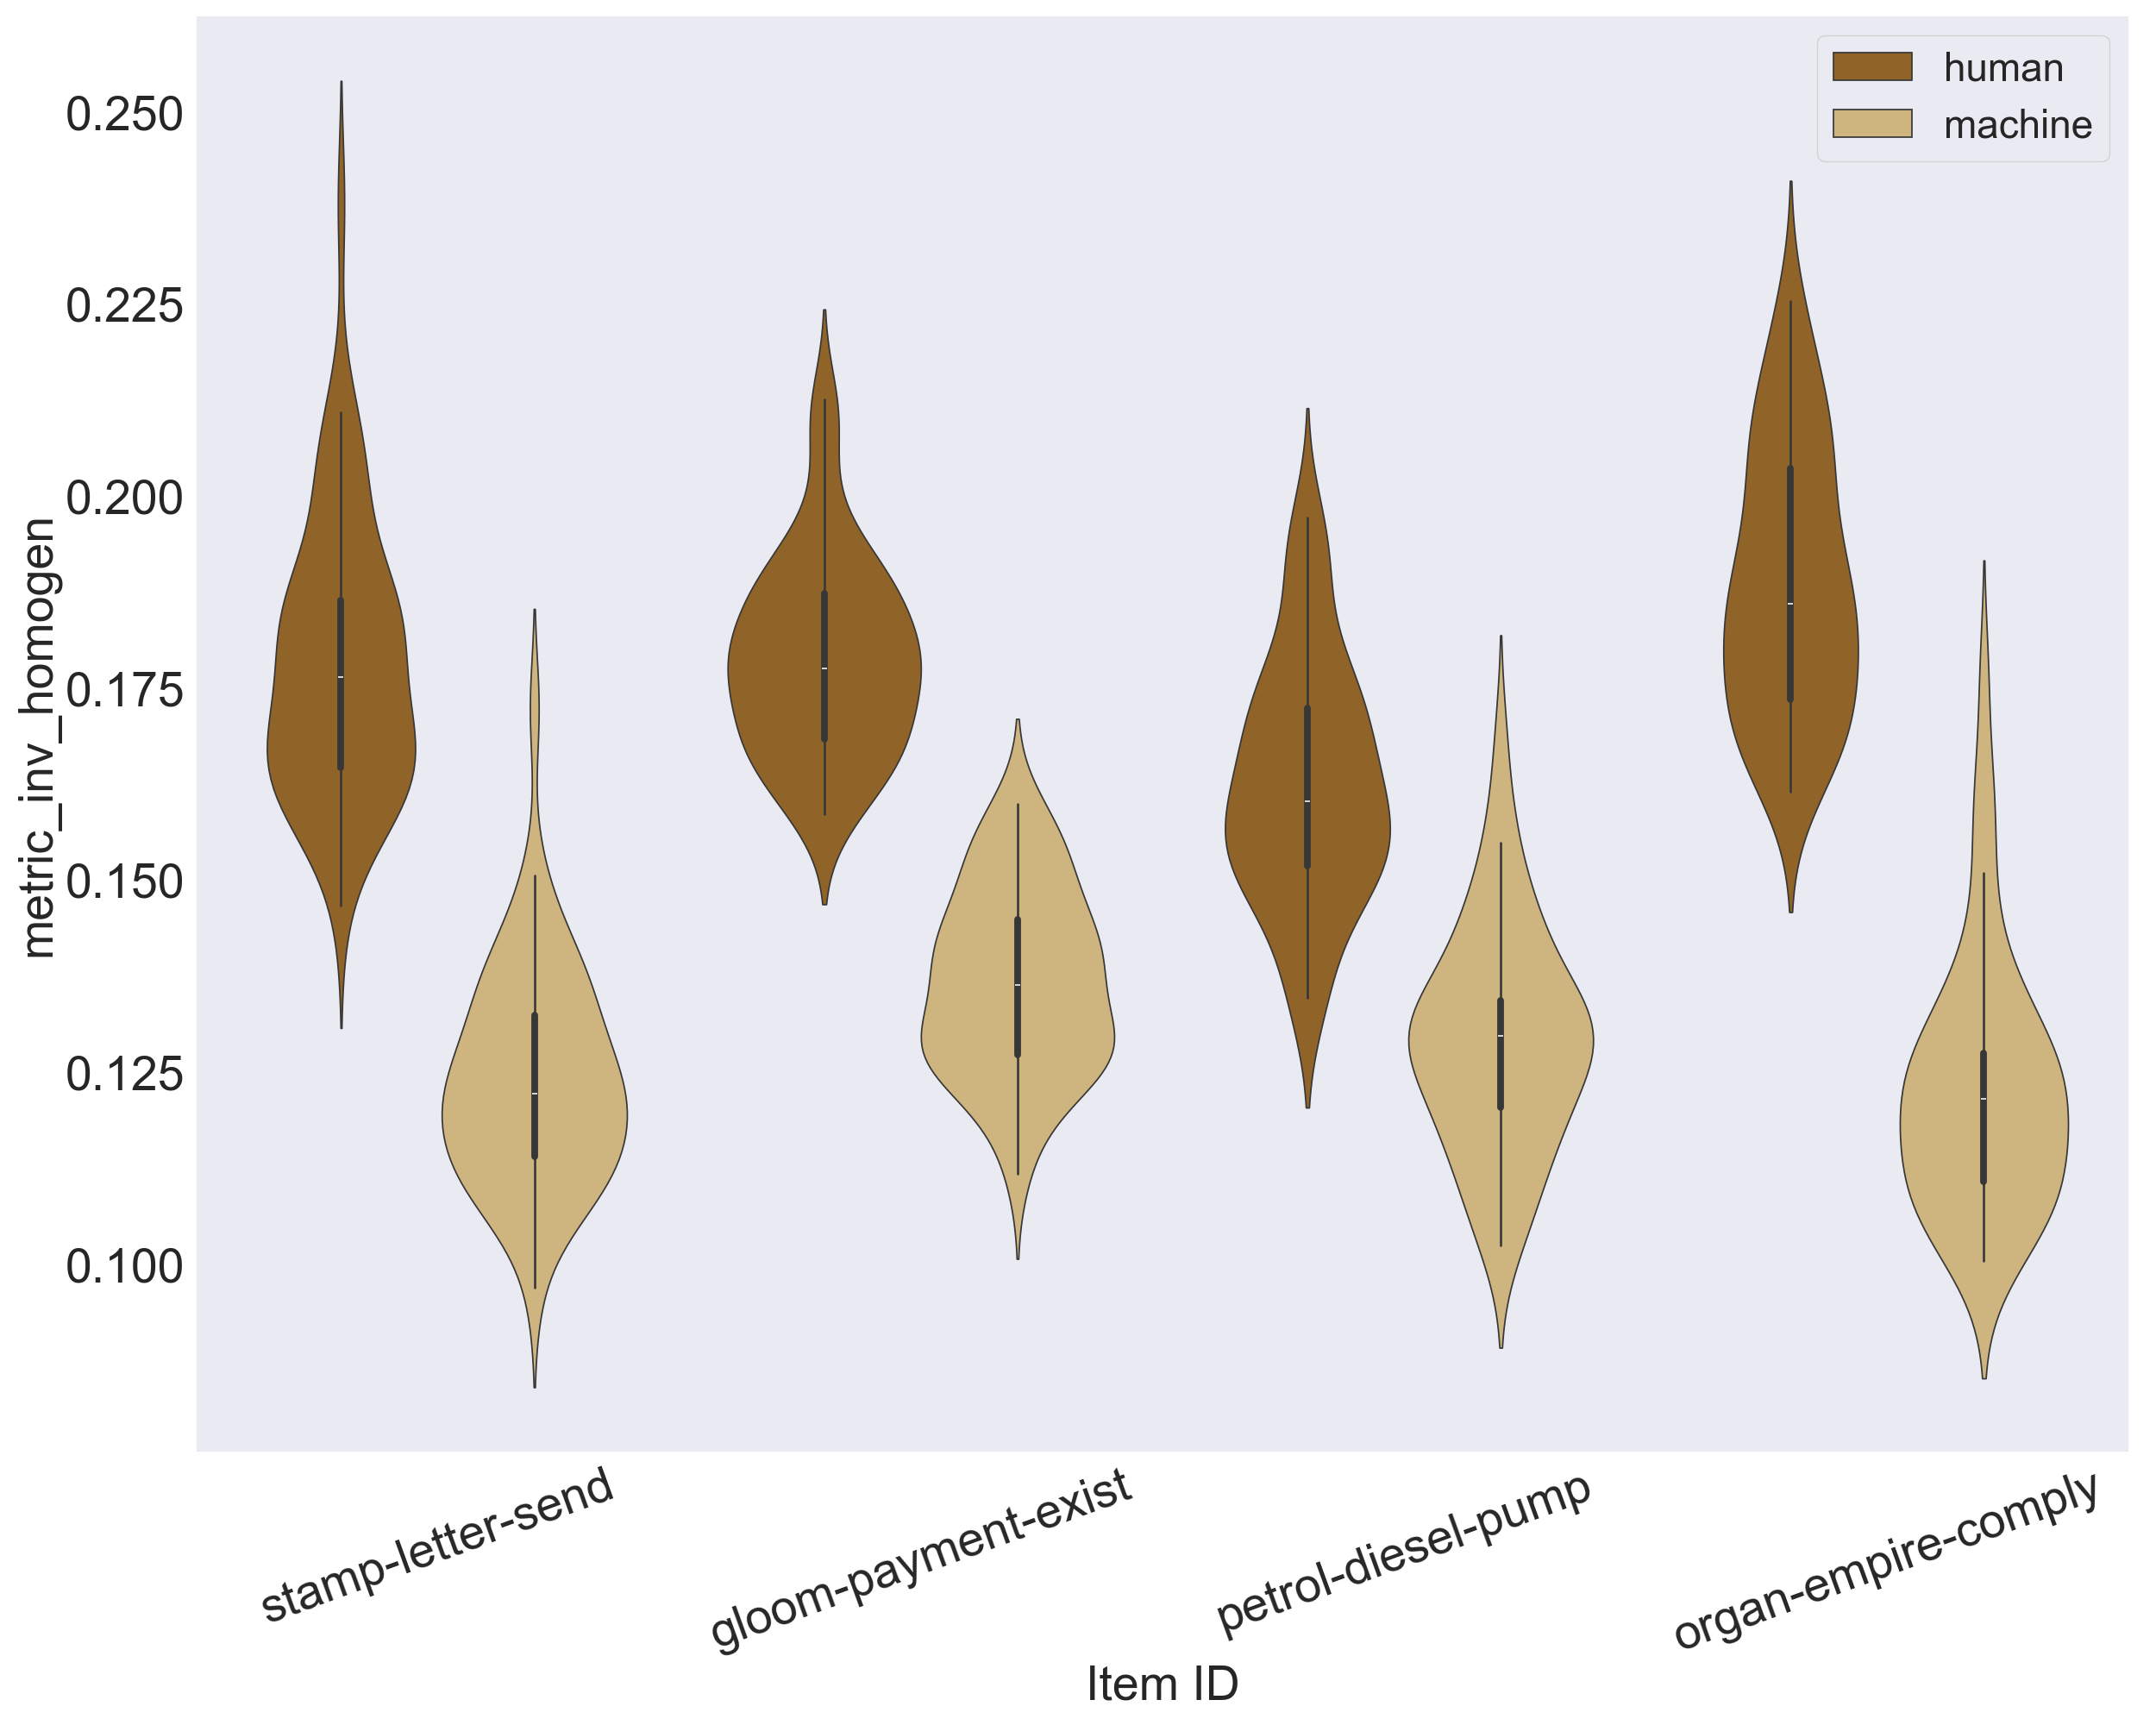 human
machine
metric_inv_homogen
0.250
0.225
0.200
0.175
0.150
0.125
0.100
stamp-letter-send
gloom-payment-exist
petrol-diesel-pump
organ-empire-comply
Item ID